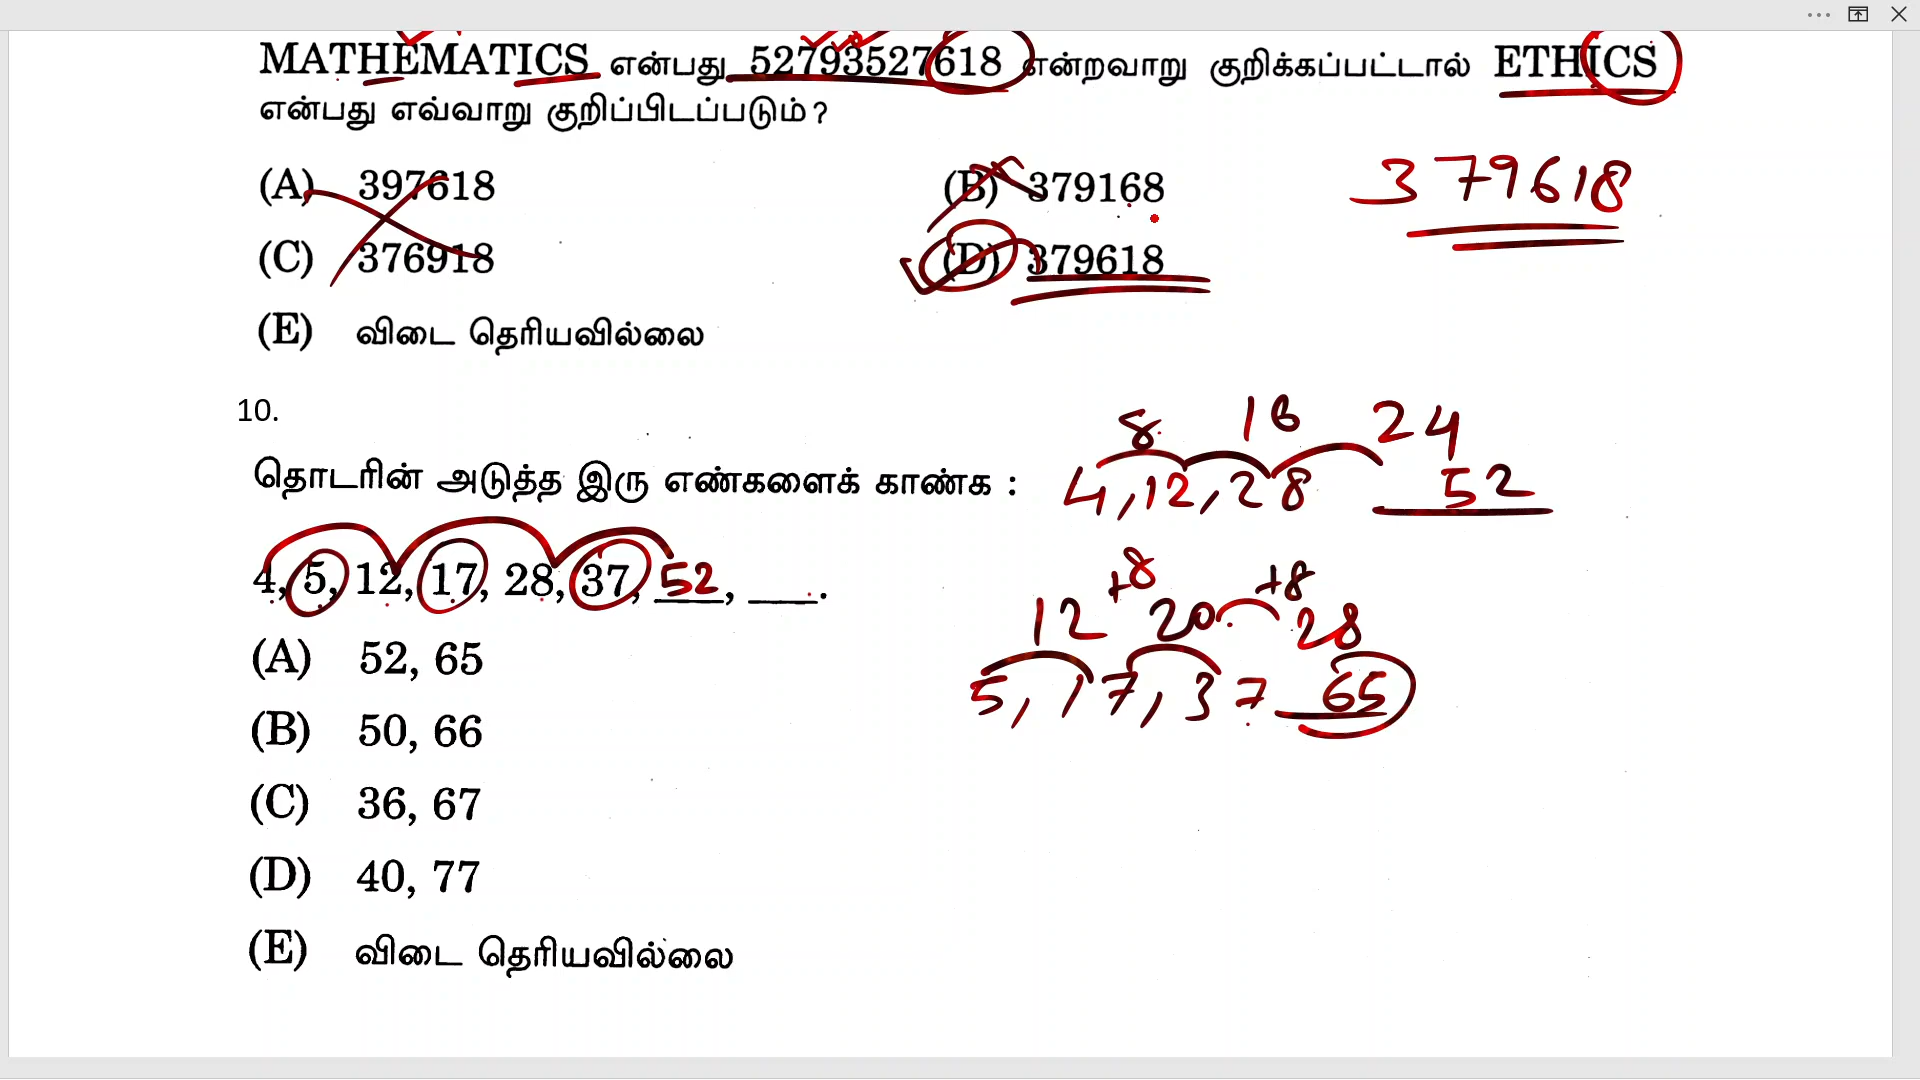 MATHEMATICS என்பது 52793527618 என்றவாறு குறிக்கப்பட்டால் ETHICS
என்பது எவ்வாறு குறிப்பிடப்படும்?
(A) 397618 (B) 379168 379618
(C) 376918 (D) 379618
(E) விடை தெரியவில்லை
10.
8 16 24
தொடரின் அடுத்த இரு எண்களைக் காண்க : 4, 12, 28 52
4, 5, 12, 17, 28, 37, 52, ___.
+8 +8
12 20 28
(A) 52, 65
5, 17, 37 65
(B) 50, 66
(C) 36, 67
(D) 40, 77
(E) விடை தெரியவில்லை